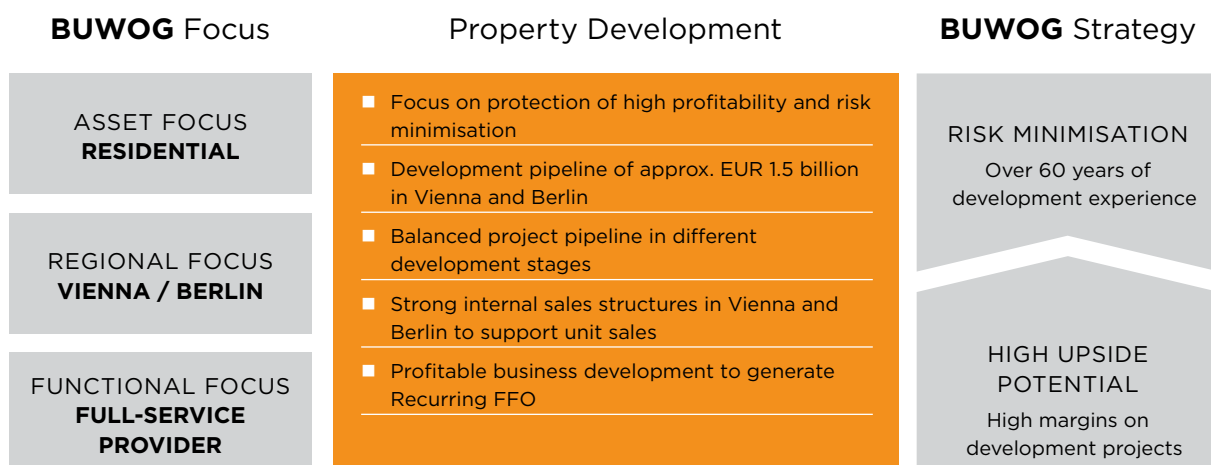 BUWOG Focus
ASSET FOCUS
RESIDENTIAL
REGIONAL FOCUS
VIENNA / BERLIN
FUNCTIONAL FOCUS
FULL-SERVICE
PROVIDER
Property Development
Focus on protection of high profitability and risk
minimisation
Development pipeline of approx. EUR 1.5 billion
in Vienna and Berlin
Balanced project pipeline in different
development stages
Strong internal sales structures in Vienna and
Berlin to support unit sales
Profitable business development to generate
Recurring FFO
BUWOG Strategy
RISK MINIMISATION
Over 60 years of
development experience
HIGH UPSIDE
POTENTIAL
High margins on
development projects